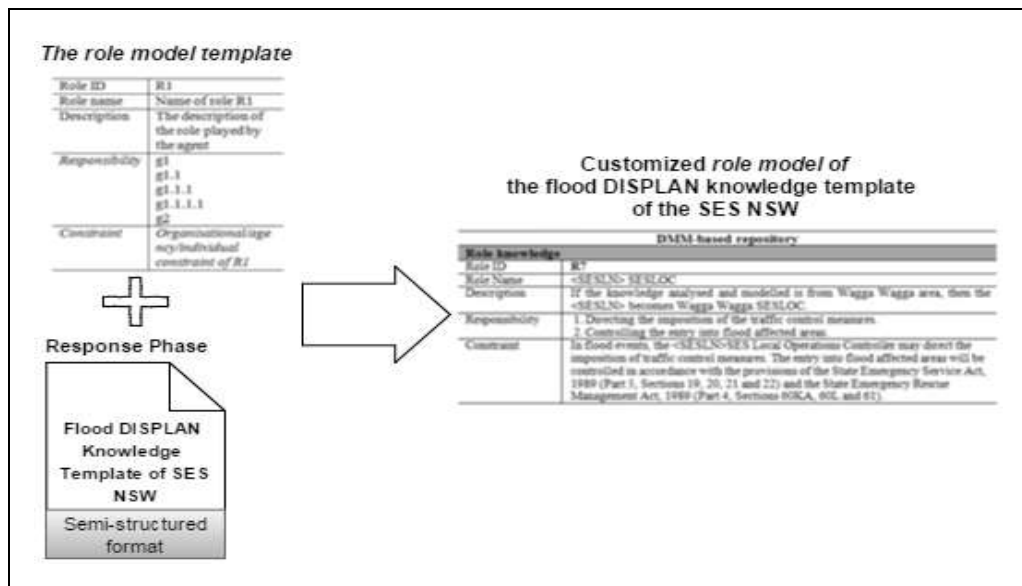 The role model template
Role ID R1
Role name Name of role R1
Description The description of
the role played by
the agent
Responsibility g1
g1.1
g1.1.1
g1.1.1.1
g2
Constraint Organisational/age
ncy/individual
constraint of R1
Response Phase
Flood DISPLAN
Knowledge
Template of SES
NSW
Semi-structured
format
Customized role model of
the flood DISPLAN knowledge template
of the SES NSW
DMM-based repository
Role knowledge
Role ID R7
Role Name <SESLN> SESLOC
Description If the knowledge analysed and modelled is from Wagga Wagga area, then the
<SESLN> becomes Wagga Wagga SESLOC.
Responsibility 1. Directing the imposition of the traffic control measures.
2. Controlling the entry into flood affected areas.
Constraint In flood events, the <SESLN>SES Local Operations Controller may direct the
imposition of traffic control measures. The entry into flood affected areas will be
controlled in accordance with the provisions of the State Emergency Service Act,
1989 (Part 5, Sections 19, 20, 21 and 22) and the State Emergency Rescue
Management Act, 1989 (Part 4, Sections 60KA, 60L and 61).